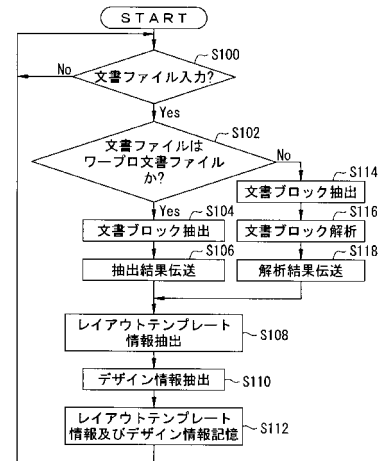 START
S100
文書ファイル入力?
No
Yes
S102
文書ファイルは
ワープロ文書ファイル
か?
No
Yes
S114
文書ブロック抽出
S104
文書ブロック抽出
S116
文書ブロック解析
S106
抽出結果伝送
S118
解析結果伝送
レイアウトテンプレート
情報抽出
S108
デザイン情報抽出
S110
レイアウトテンプレート
情報及びデザイン情報記憶
S112